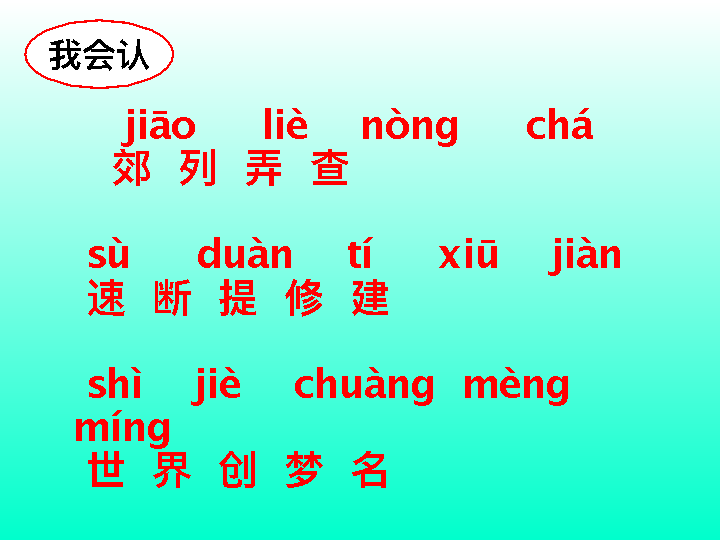 我会认
jiāo liè nòng chá
郊 列 弄 查
sù duàn tí xiū jiàn
速 断 提 修 建
shì jiè chuàng mèng
míng
世 界 创 梦 名